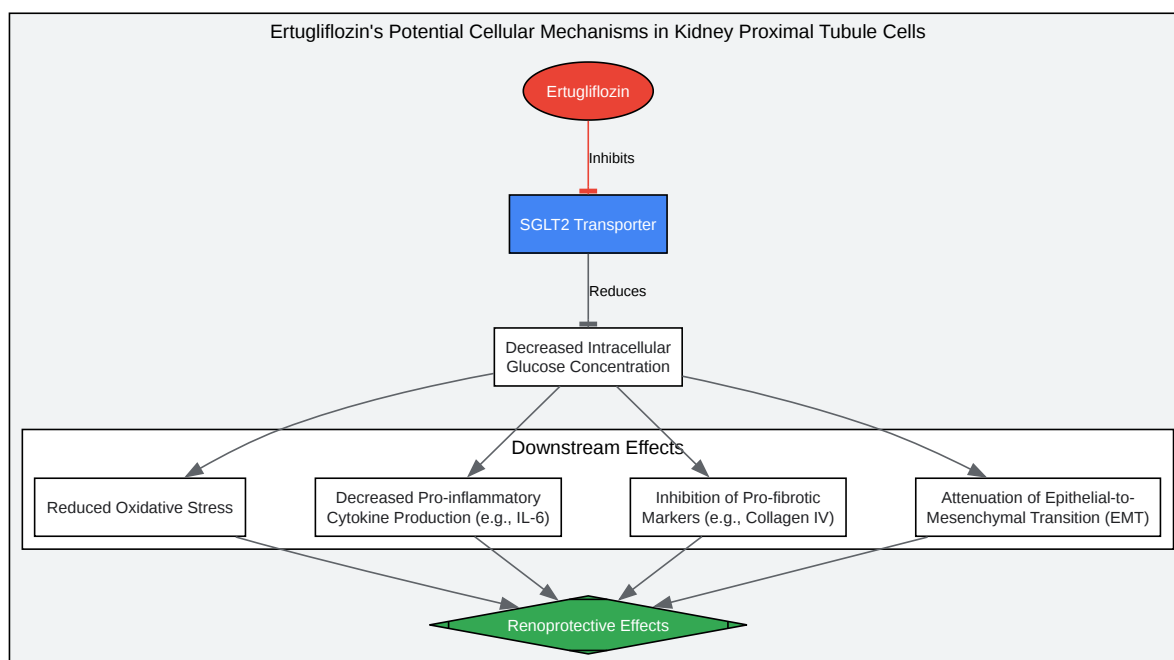 Ertugliflozin's Potential Cellular Mechanisms in Kidney Proximal Tubule Cells
Ertugliflozin
Inhibits
SGLT2 Transporter
Reduces
Decreased Intracellular
Glucose Concentration
Downstream Effects
Reduced Oxidative Stress
Decreased Pro-inflammatory
Cytokine Production (e.g., IL-6)
Inhibition of Pro-fibrotic
Markers (e.g., Collagen IV)
Attenuation of Epithelial-to-
Mesenchymal Transition (EMT)
Renoprotective Effects